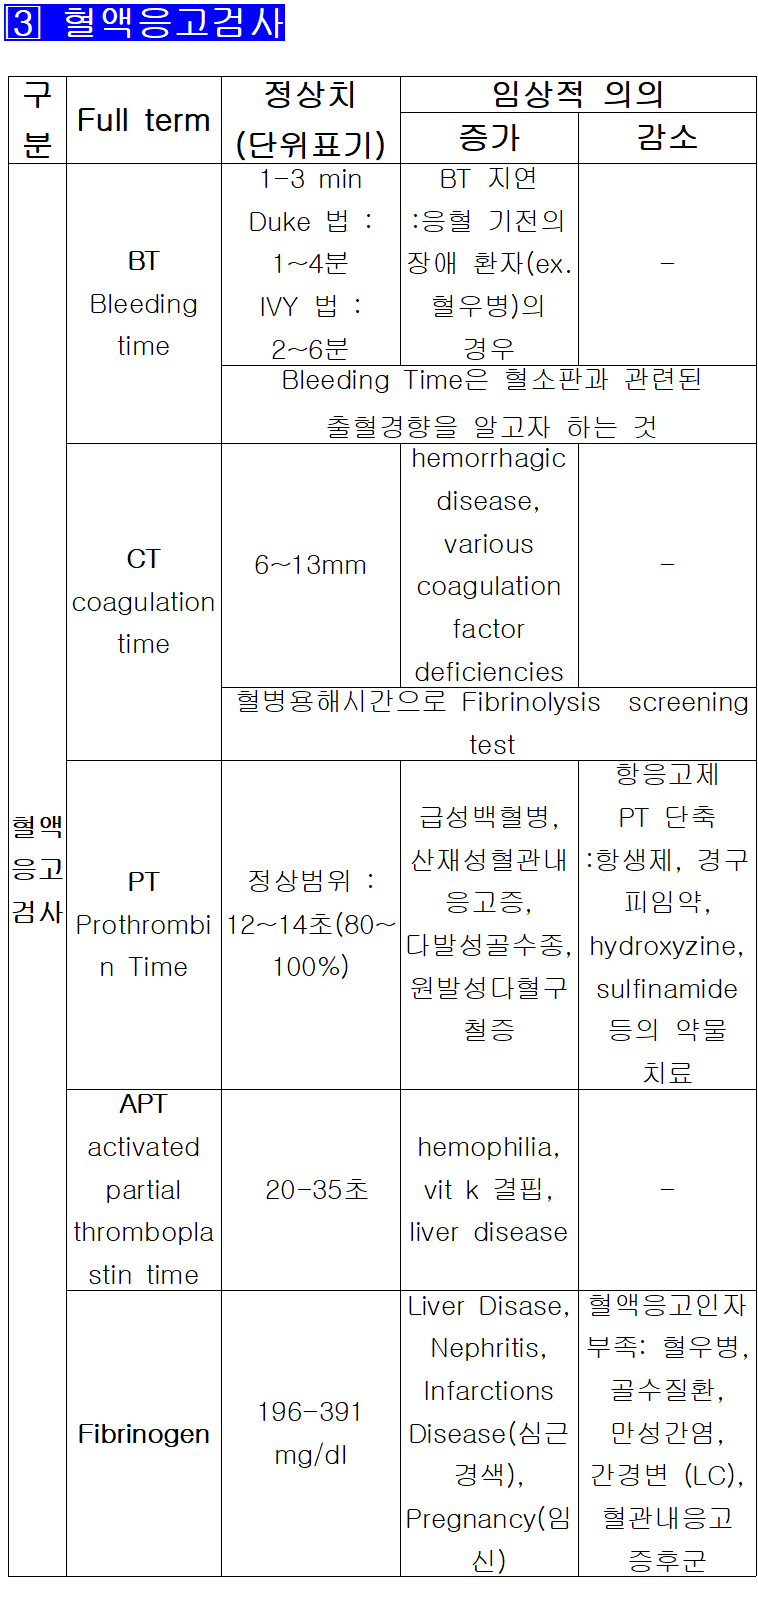 3 혈액응고검사
구
분
Full term
정상치
(단위표기)
임상적 의의
증가
감소
혈액
응고
검사
BT
Bleeding
time
1-3 min
Duke 법 :
1~4분
IVY 법 :
2~6분
BT 지연
:응혈 기전의
장애 환자(ex.
혈우병)의
경우
-
Bleeding Time은 혈소판과 관련된
출혈경향을 알고자 하는 것
CT
coagulation
time
6~13mm
hemorrhagic
disease,
various
coagulation
factor
deficiencies
-
혈병용해시간으로 Fibrinolysis screening
test
PT
Prothrombi
n Time
정상범위 :
12~14초(80~
100%)
급성백혈병,
산재성혈관내
응고증,
다발성골수종,
원발성다혈구
철증
항응고제
PT 단축
:항생제, 경구
피임약,
hydroxyzine,
sulfinamide
등의 약물
치료
APT
activated
partial
thrombopla
stin time
20-35초
hemophilia,
vit k 결핍,
liver disease
-
Fibrinogen
196-391
mg/dl
Liver Disase,
Nephritis,
Infarctions
Disease(심근
경색),
Pregnancy(임
신)
혈액응고인자
부족: 혈우병,
골수질환,
만성간염,
간경변 (LC),
혈관내응고
증후군